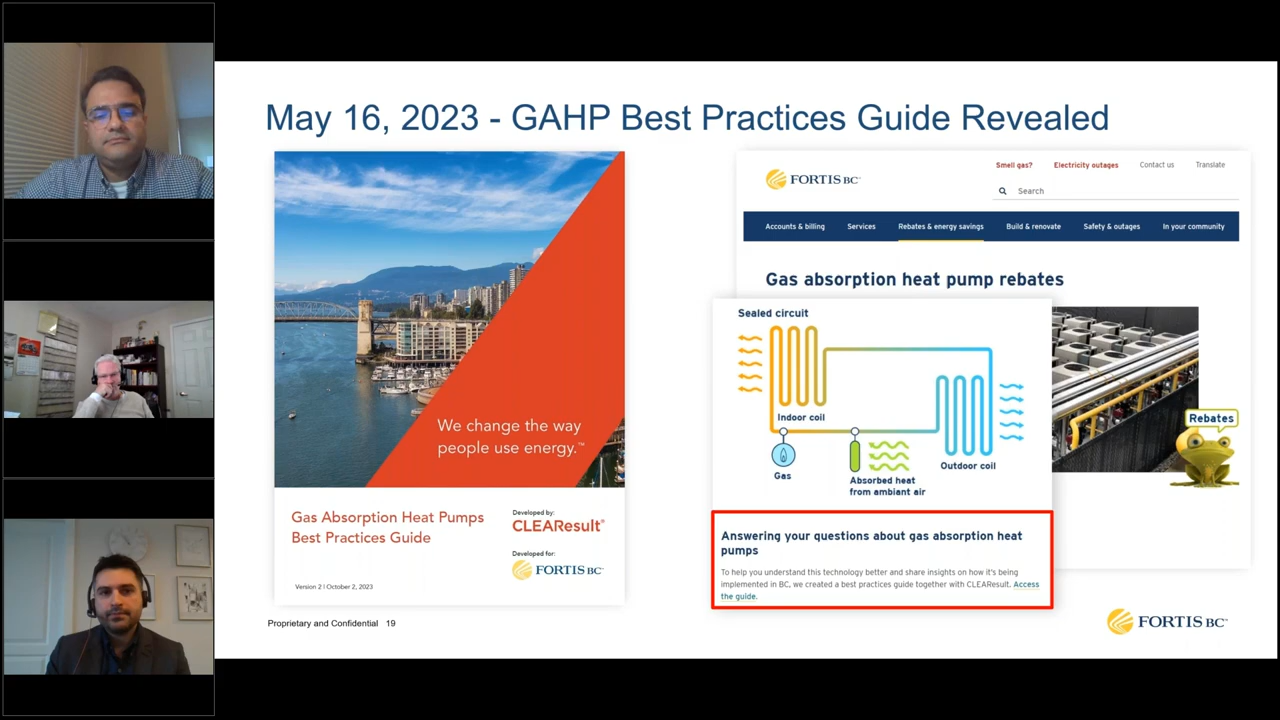 May 16, 2023 - GAHP Best Practices Guide Revealed
We change the way
people use energy.™
Gas Absorption Heat Pumps
Best Practices Guide
Developed by:
CLEAResult®
Developed for:
FORTIS BC™
Version 2 | October 2, 2023
Smell gas?
Electricity outages
Contact us
Translate
FORTIS BC™
Search
Accounts & billing
Services
Rebates & energy savings
Build & renovate
Safety & outages
In your community
Gas absorption heat pump rebates
Sealed circuit
Indoor coil
Gas
Absorbed heat
from ambiant air
Outdoor coil
Rebates
Answering your questions about gas absorption heat
pumps
To help you understand this technology better and share insights on how it's being
implemented in BC, we created a best practices guide together with CLEAResult. Access
the guide.
Proprietary and Confidential 19
FORTIS BC™